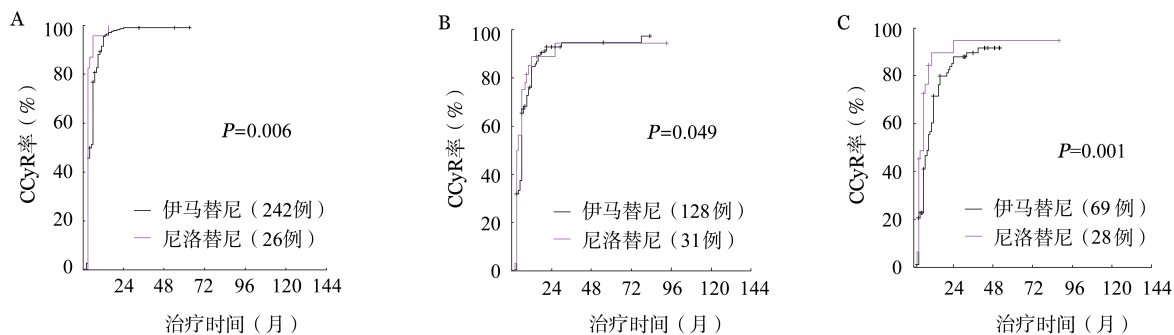 A
100
80
60
40
20
0
CCyR率（%）
P=0.006
伊马替尼（242例）
尼洛替尼（26例）
24 48 72 96 120 144
治疗时间（月）
B
100
80
60
40
20
0
CCyR率（%）
P=0.049
伊马替尼（128例）
尼洛替尼（31例）
24 48 72 96 120 144
治疗时间（月）
C
100
80
60
40
20
0
CCyR率（%）
P=0.001
伊马替尼（69例）
尼洛替尼（28例）
24 48 72 96 120 144
治疗时间（月）